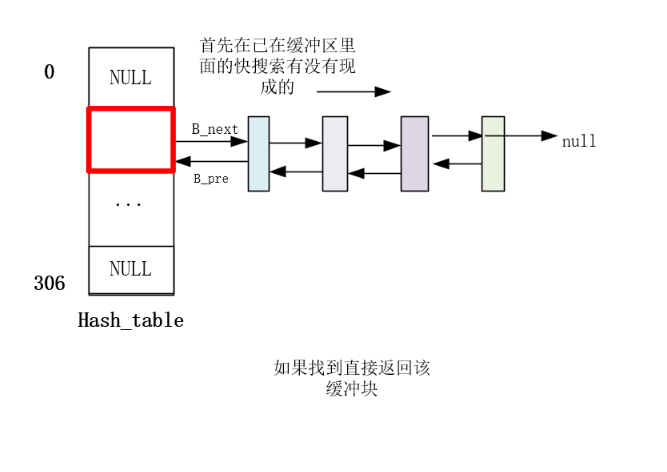 首先在己在缓冲区里
面的快搜索有没有现
成的
0
NULL
B_next
null
B_pre
...
NULL
306
Hash_table
如果找到直接返回该
缓冲块